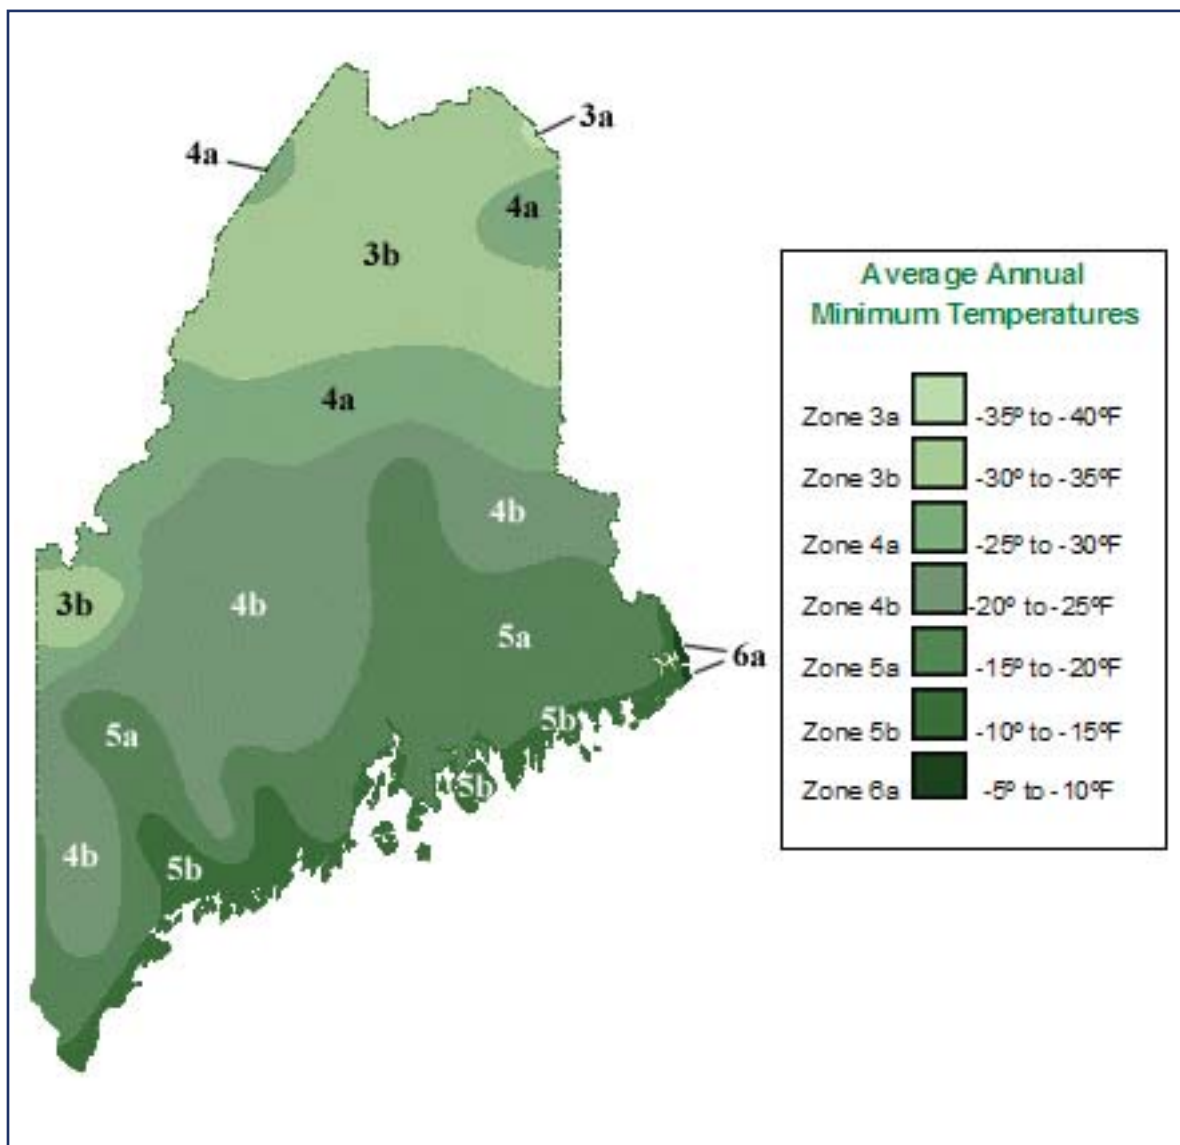 3a
4a
4a
3b
4a
4b
3b
4b
5a
6a
5a
5b
5b
4b
5b
Average Annual
Minimum Temperatures
Zone 3a -35º to -40ºF
Zone 3b -30º to -35ºF
Zone 4a -25º to -30ºF
Zone 4b -20º to -25ºF
Zone 5a -15º to -20ºF
Zone 5b -10º to -15ºF
Zone 6a -5º to -10ºF